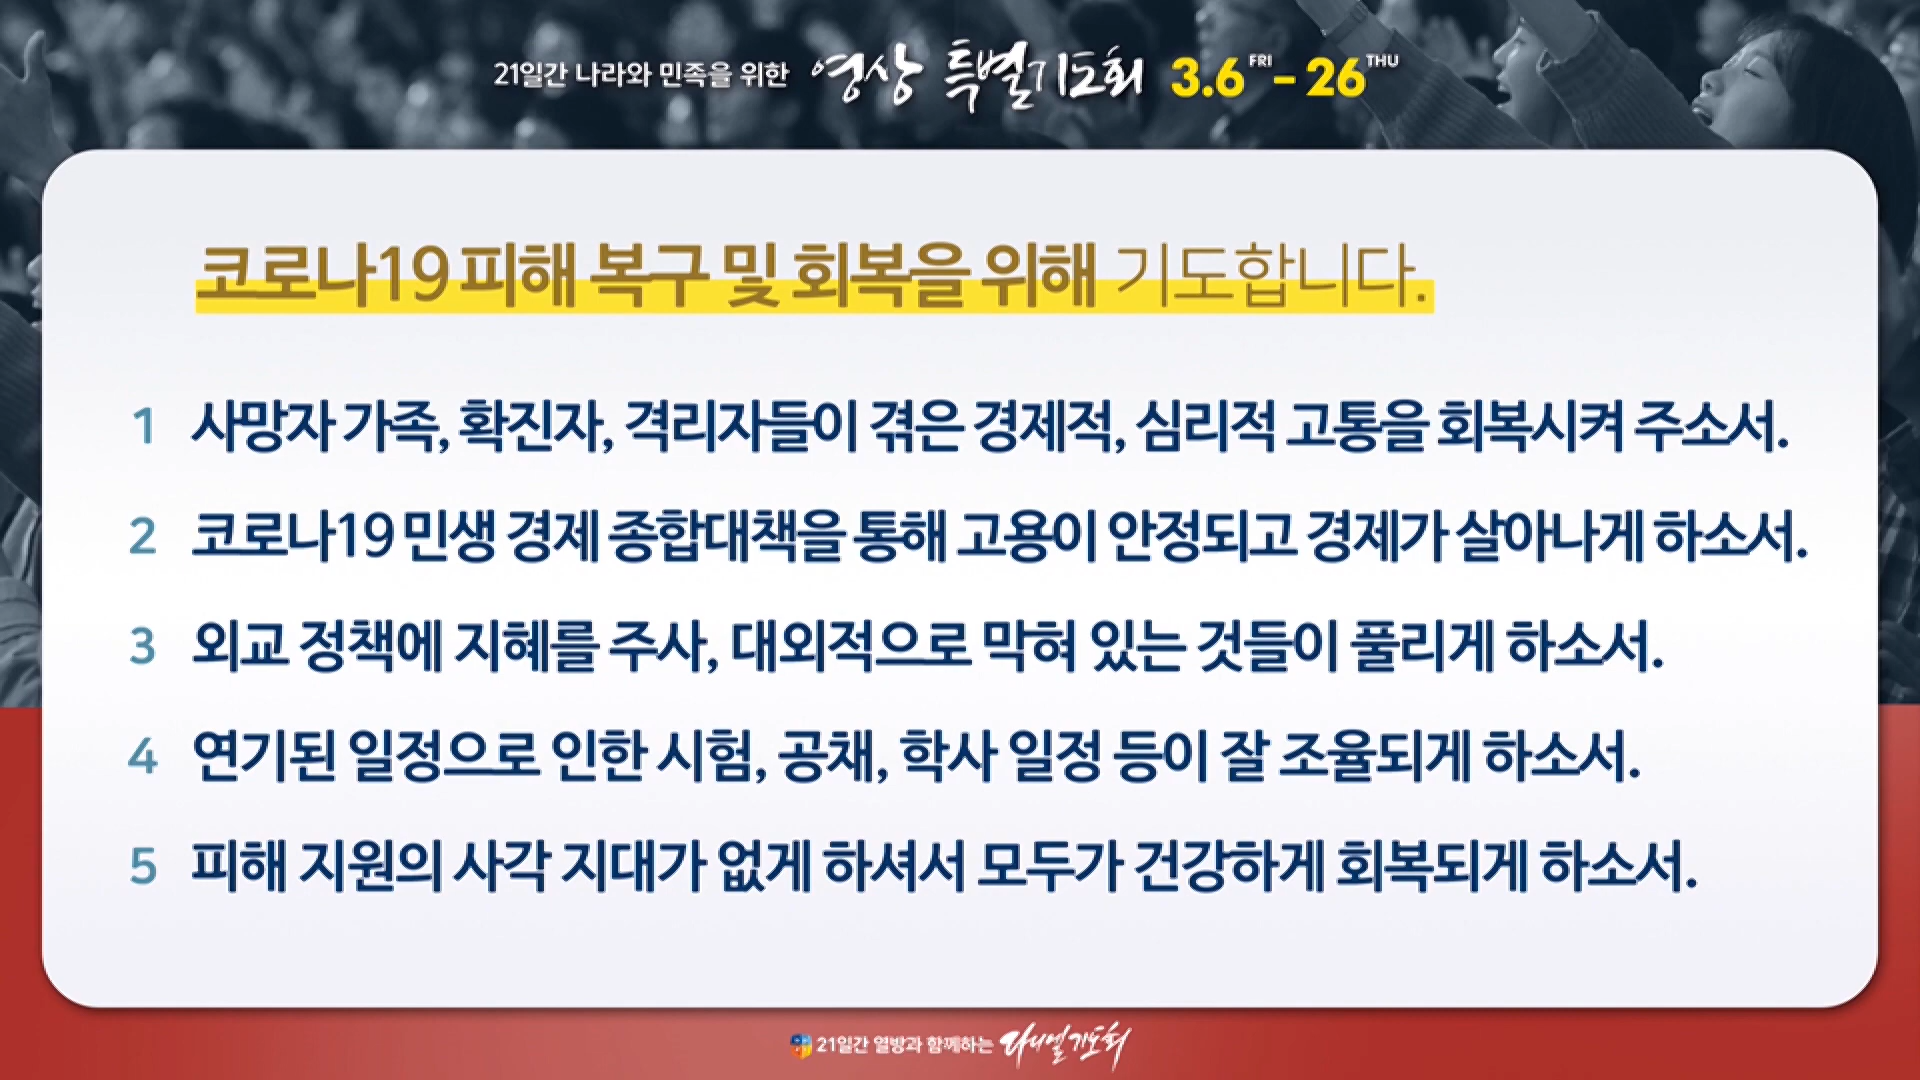 21일간 나라와 민족을 위한 영상 특별기도회 3.6 FRI - 26 THU
코로나19 피해 복구 및 회복을 위해 기도합니다.
1 사망자 가족, 확진자, 격리자들이 겪은 경제적, 심리적 고통을 회복시켜 주소서.
2 코로나19 민생 경제 종합대책을 통해 고용이 안정되고 경제가 살아나게 하소서.
3 외교 정책에 지혜를 주사, 대외적으로 막혀 있는 것들이 풀리게 하소서.
4 연기된 일정으로 인한 시험, 공채, 학사 일정 등이 잘 조율되게 하소서.
5 피해 지원의 사각 지대가 없게 하셔서 모두가 건강하게 회복되게 하소서.
21일간 열방과 함께하는 다니엘기도회